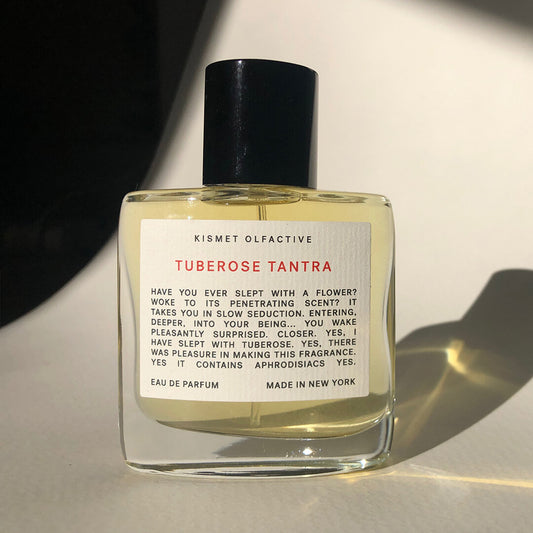 KISMET OLFACTIVE
TUBEROSE TANTRA
HAVE YOU EVER SLEPT WITH A FLOWER?
WOKE TO ITS PENETRATING SCENT? IT
TAKES YOU IN SLOW SEDUCTION. ENTERING,
DEEPER, INTO YOUR BEING... YOU WAKE
PLEASANTLY SURPRISED. CLOSER. YES, I
HAVE SLEPT WITH TUBEROSE. YES, THERE
WAS PLEASURE IN MAKING THIS FRAGRANCE.
YES IT CONTAINS APHRODISIACS YES.
EAU DE PARFUM MADE IN NEW YORK